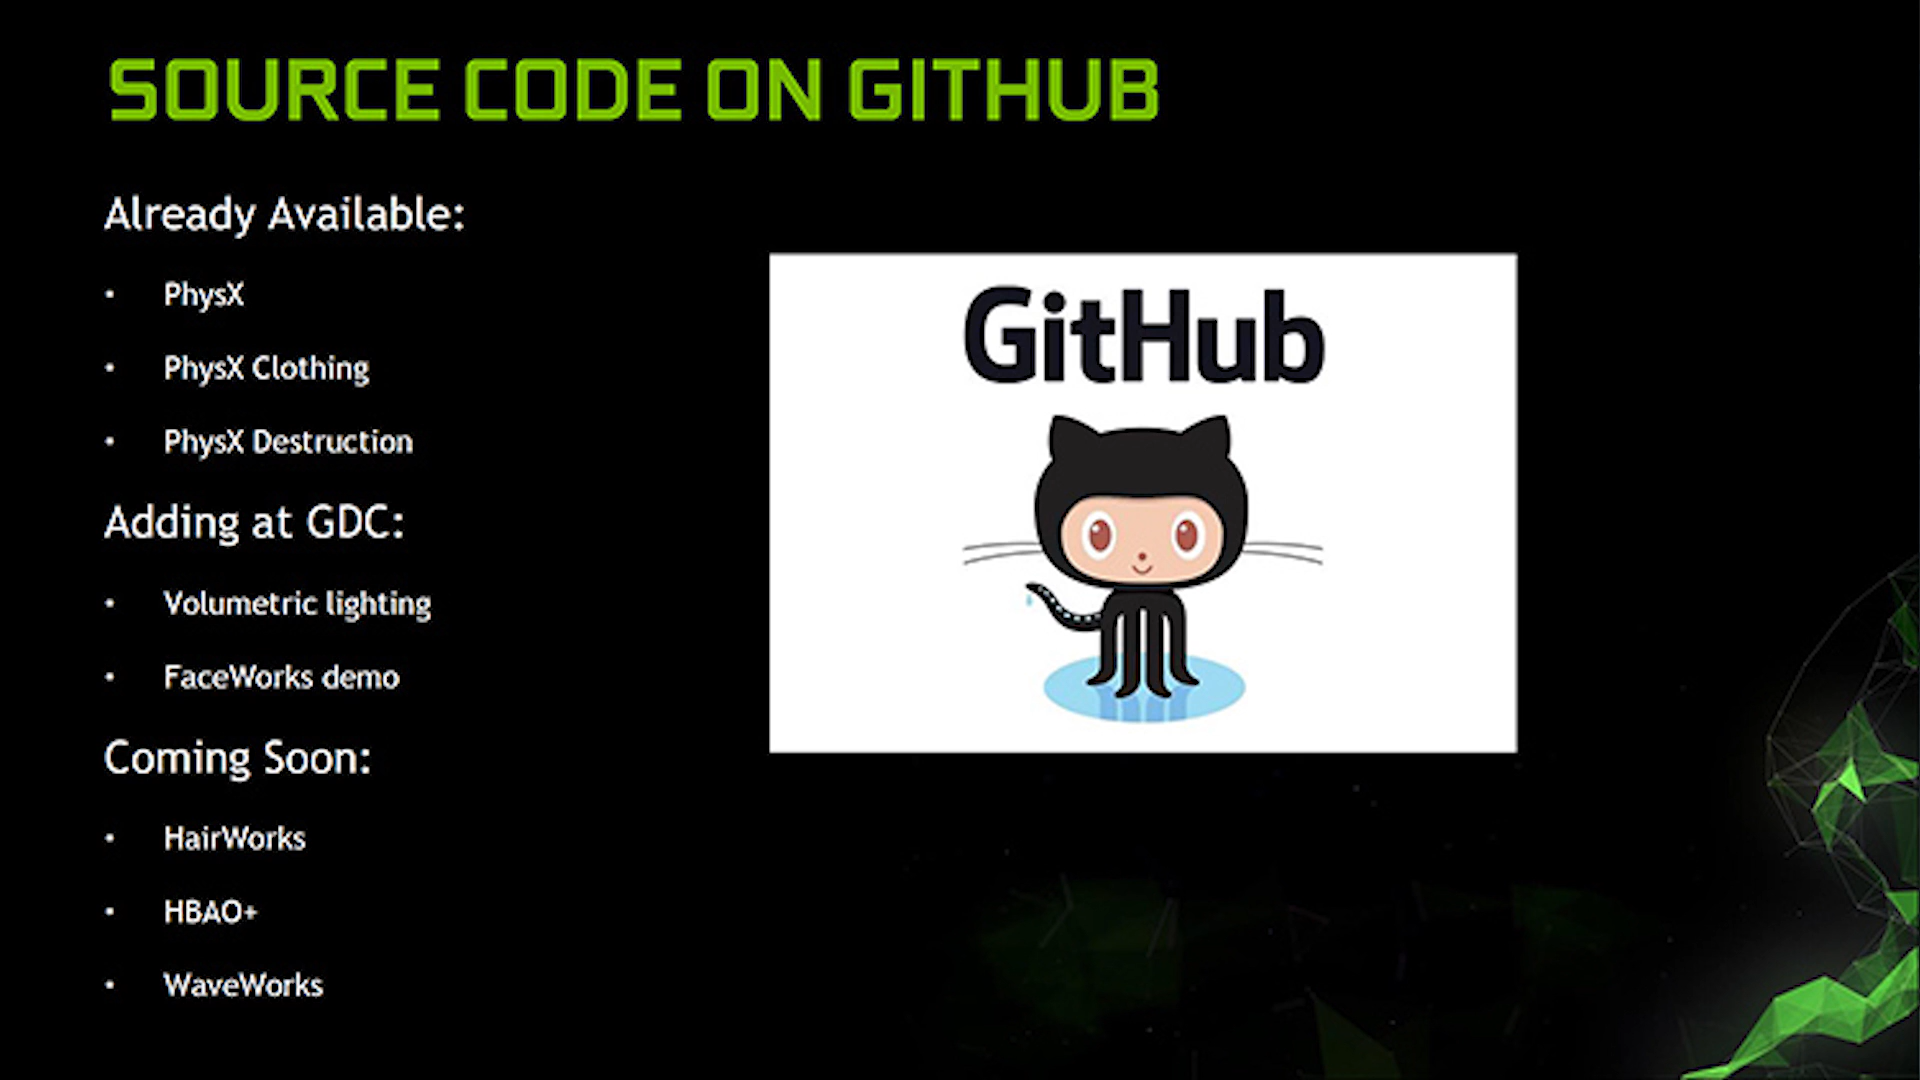 SOURCE CODE ON GITHUB
Already Available:
• PhysX
• PhysX Clothing
• PhysX Destruction
Adding at GDC:
• Volumetric lighting
• FaceWorks demo
Coming Soon:
• HairWorks
• HBAO+
• WaveWorks
GitHub